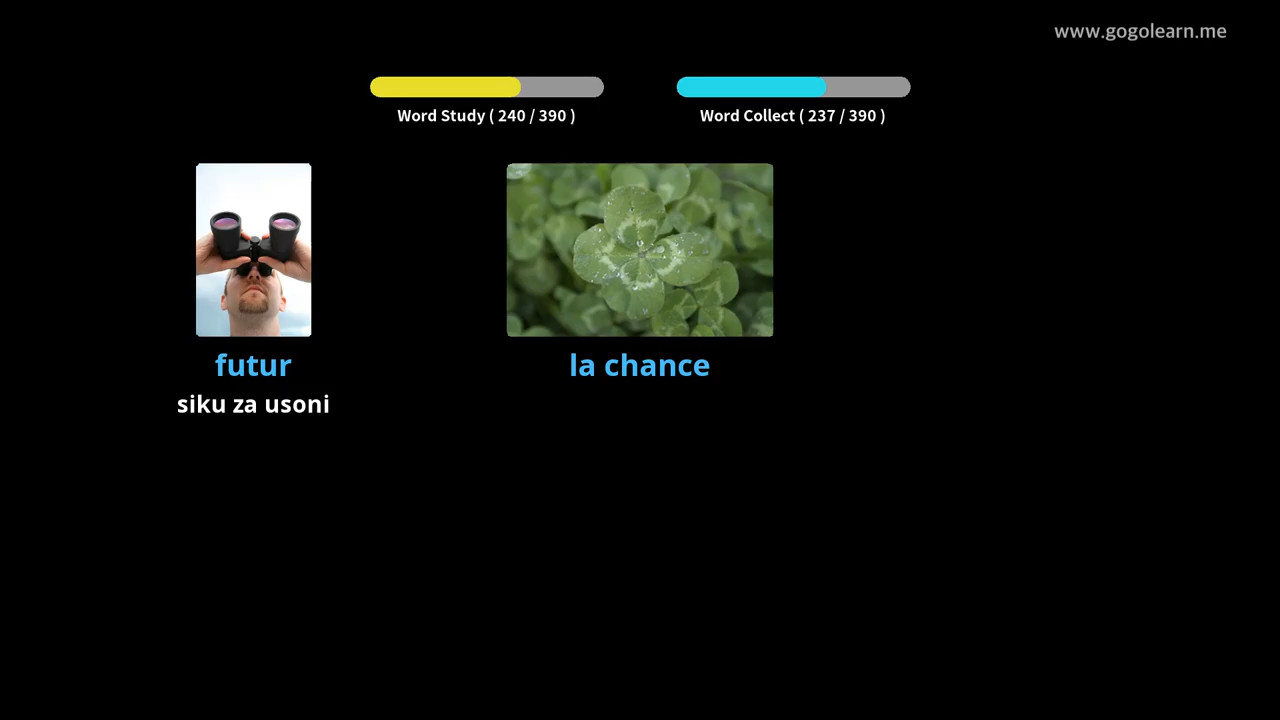 www.gogolearn.me
Word Study ( 240 / 390 )
Word Collect ( 237 / 390 )
futur
la chance
siku za usoni